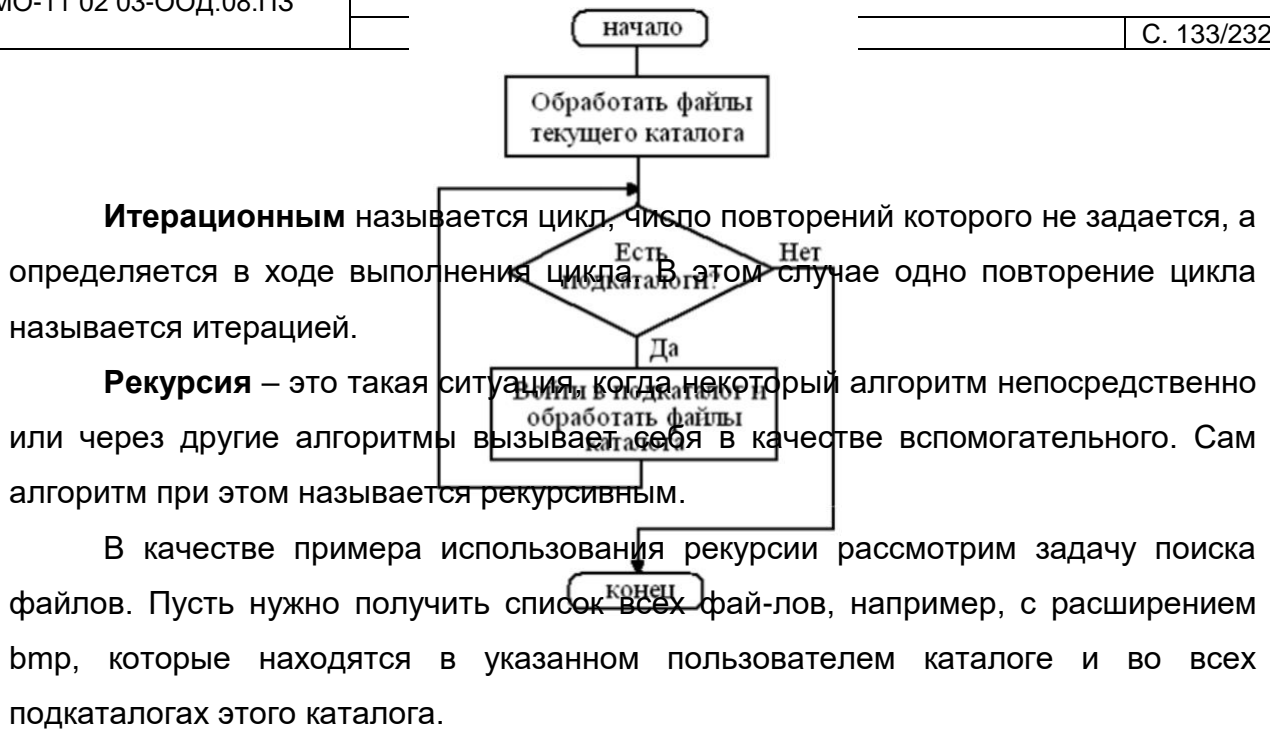 МО-11 02 03-ООД.08.ПЗ
С. 133/232
начало
Обработать файлы
текущего каталога
Итерационным называется цикл, число повторений которого не задается, а
определяется в ходе выполнения цикла. В этом случае одно повторение цикла
называется итерацией.
Есть
подкаталоги?
Нет
Да
Рекурсия – это такая ситуация, когда некоторый алгоритм непосредственно
или через другие алгоритмы вызывает себя в качестве вспомогательного. Сам
алгоритм при этом называется рекурсивным.
Войти в подкаталог и
обработать файлы
каталога
В качестве примера использования рекурсии рассмотрим задачу поиска
файлов. Пусть нужно получить список всех фай-лов, например, с расширением
bmp, которые находятся в указанном пользователем каталоге и во всех
подкаталогах этого каталога.
конец